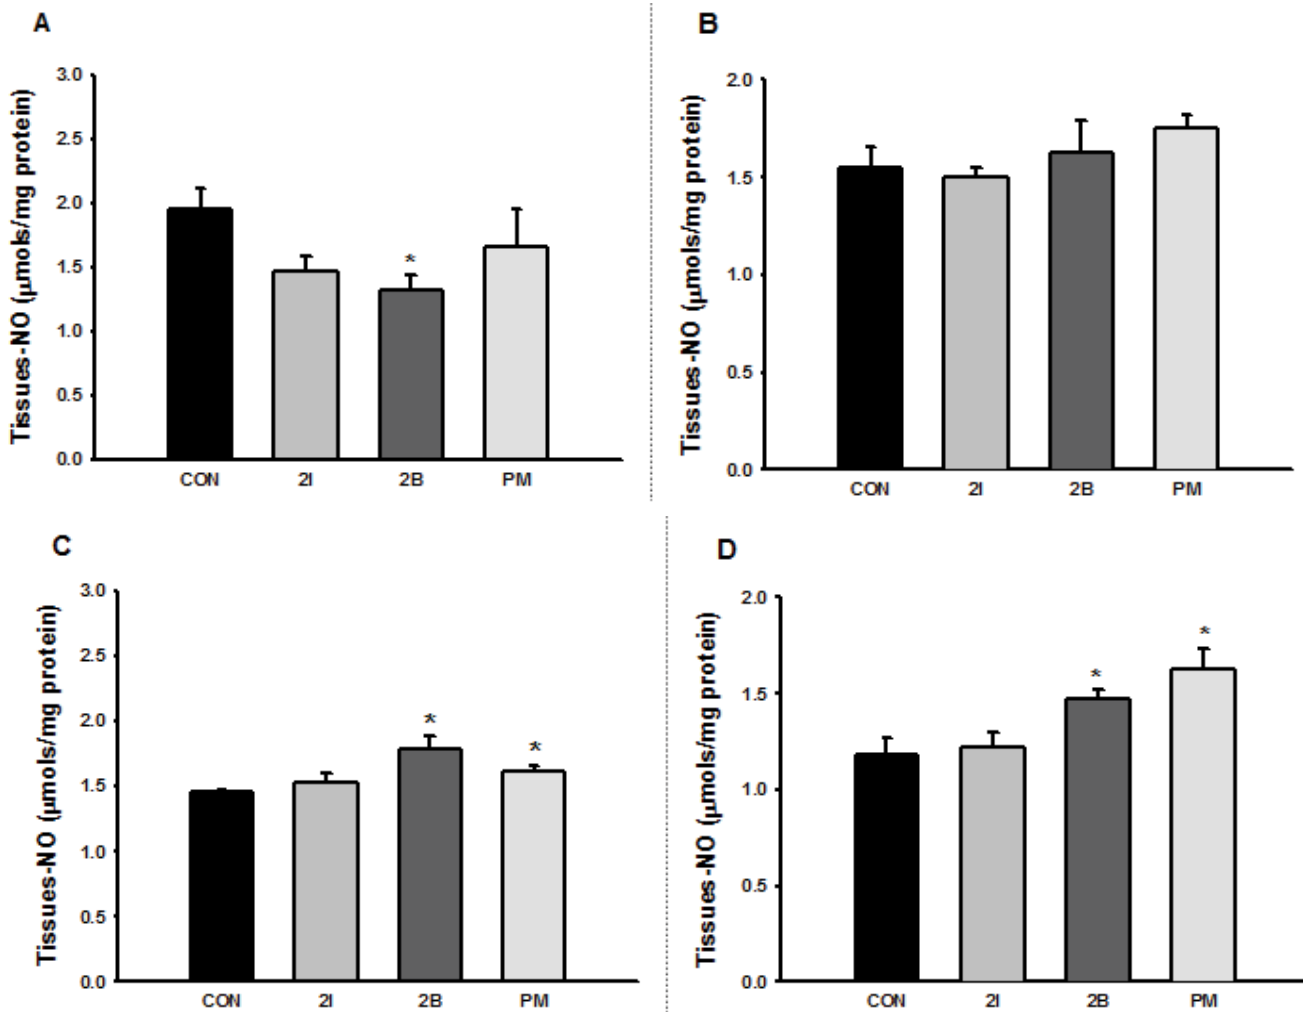 A
Tissues-NO (µmols/mg protein)
3.0
2.5
2.0
1.5
1.0
0.5
0.0
*
CON 2I 2B PM
B
Tissues-NO (µmols/mg protein)
2.0
1.5
1.0
0.5
0.0
CON 2I 2B PM
C
Tissues-NO (µmols/mg protein)
3.0
2.5
2.0
1.5
1.0
0.5
0.0
* *
CON 2I 2B PM
D
Tissues-NO (µmols/mg protein)
2.0
1.5
1.0
0.5
0.0
* *
CON 2I 2B PM